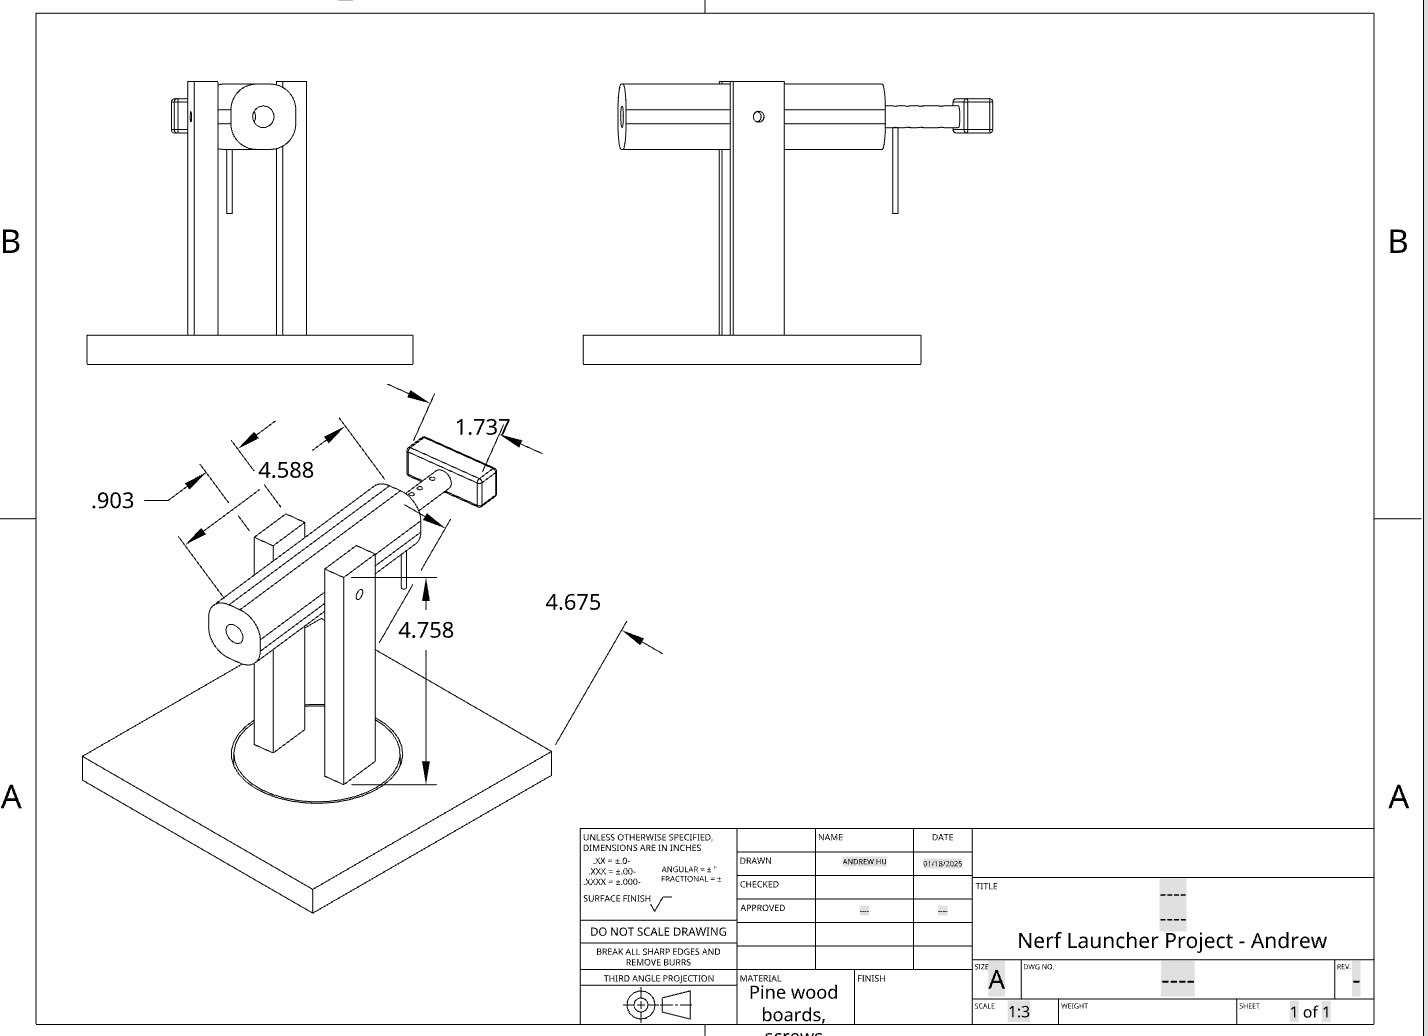 B
B
1.737
4.588
.903
4.675
4.758
A
A
UNLESS OTHERWISE SPECIFIED,
DIMENSIONS ARE IN INCHES
.XX = ±.0-
.XXX = ±.00-
.XXXX = ±.000-
ANGULAR = ± °
FRACTIONAL = ±
SURFACE FINISH
DO NOT SCALE DRAWING
BREAK ALL SHARP EDGES AND
REMOVE BURRS
THIRD ANGLE PROJECTION
NAME
DATE
DRAWN
ANDREW HU
01/18/2025
CHECKED
APPROVED
----
----
MATERIAL
Pine wood
boards,
screws
FINISH
TITLE
----
----
Nerf Launcher Project - Andrew
SIZE
A
DWG NO.
----
REV.
-
SCALE
1:3
WEIGHT
SHEET
1 of 1